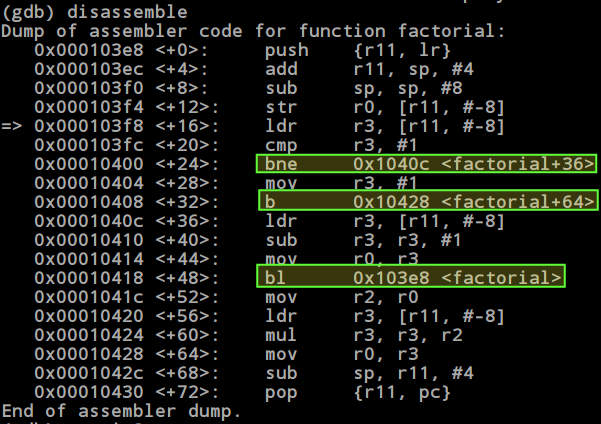 (gdb) disassemble
Dump of assembler code for function factorial:
   0x000103e8 <+0>:     push    {r11, lr}
   0x000103ec <+4>:     add     r11, sp, #4
   0x000103f0 <+8>:     sub     sp, sp, #8
   0x000103f4 <+12>:    str     r0, [r11, #-8]
=> 0x000103f8 <+16>:    ldr     r3, [r11, #-8]
   0x000103fc <+20>:    cmp     r3, #1
   0x00010400 <+24>:    bne     0x1040c <factorial+36>
   0x00010404 <+28>:    mov     r3, #1
   0x00010408 <+32>:    b       0x10428 <factorial+64>
   0x0001040c <+36>:    ldr     r3, [r11, #-8]
   0x00010410 <+40>:    sub     r3, r3, #1
   0x00010414 <+44>:    mov     r0, r3
   0x00010418 <+48>:    bl      0x103e8 <factorial>
   0x0001041c <+52>:    mov     r2, r0
   0x00010420 <+56>:    ldr     r3, [r11, #-8]
   0x00010424 <+60>:    mul     r3, r3, r2
   0x00010428 <+64>:    mov     r0, r3
   0x0001042c <+68>:    sub     sp, r11, #4
   0x00010430 <+72>:    pop     {r11, pc}
End of assembler dump.